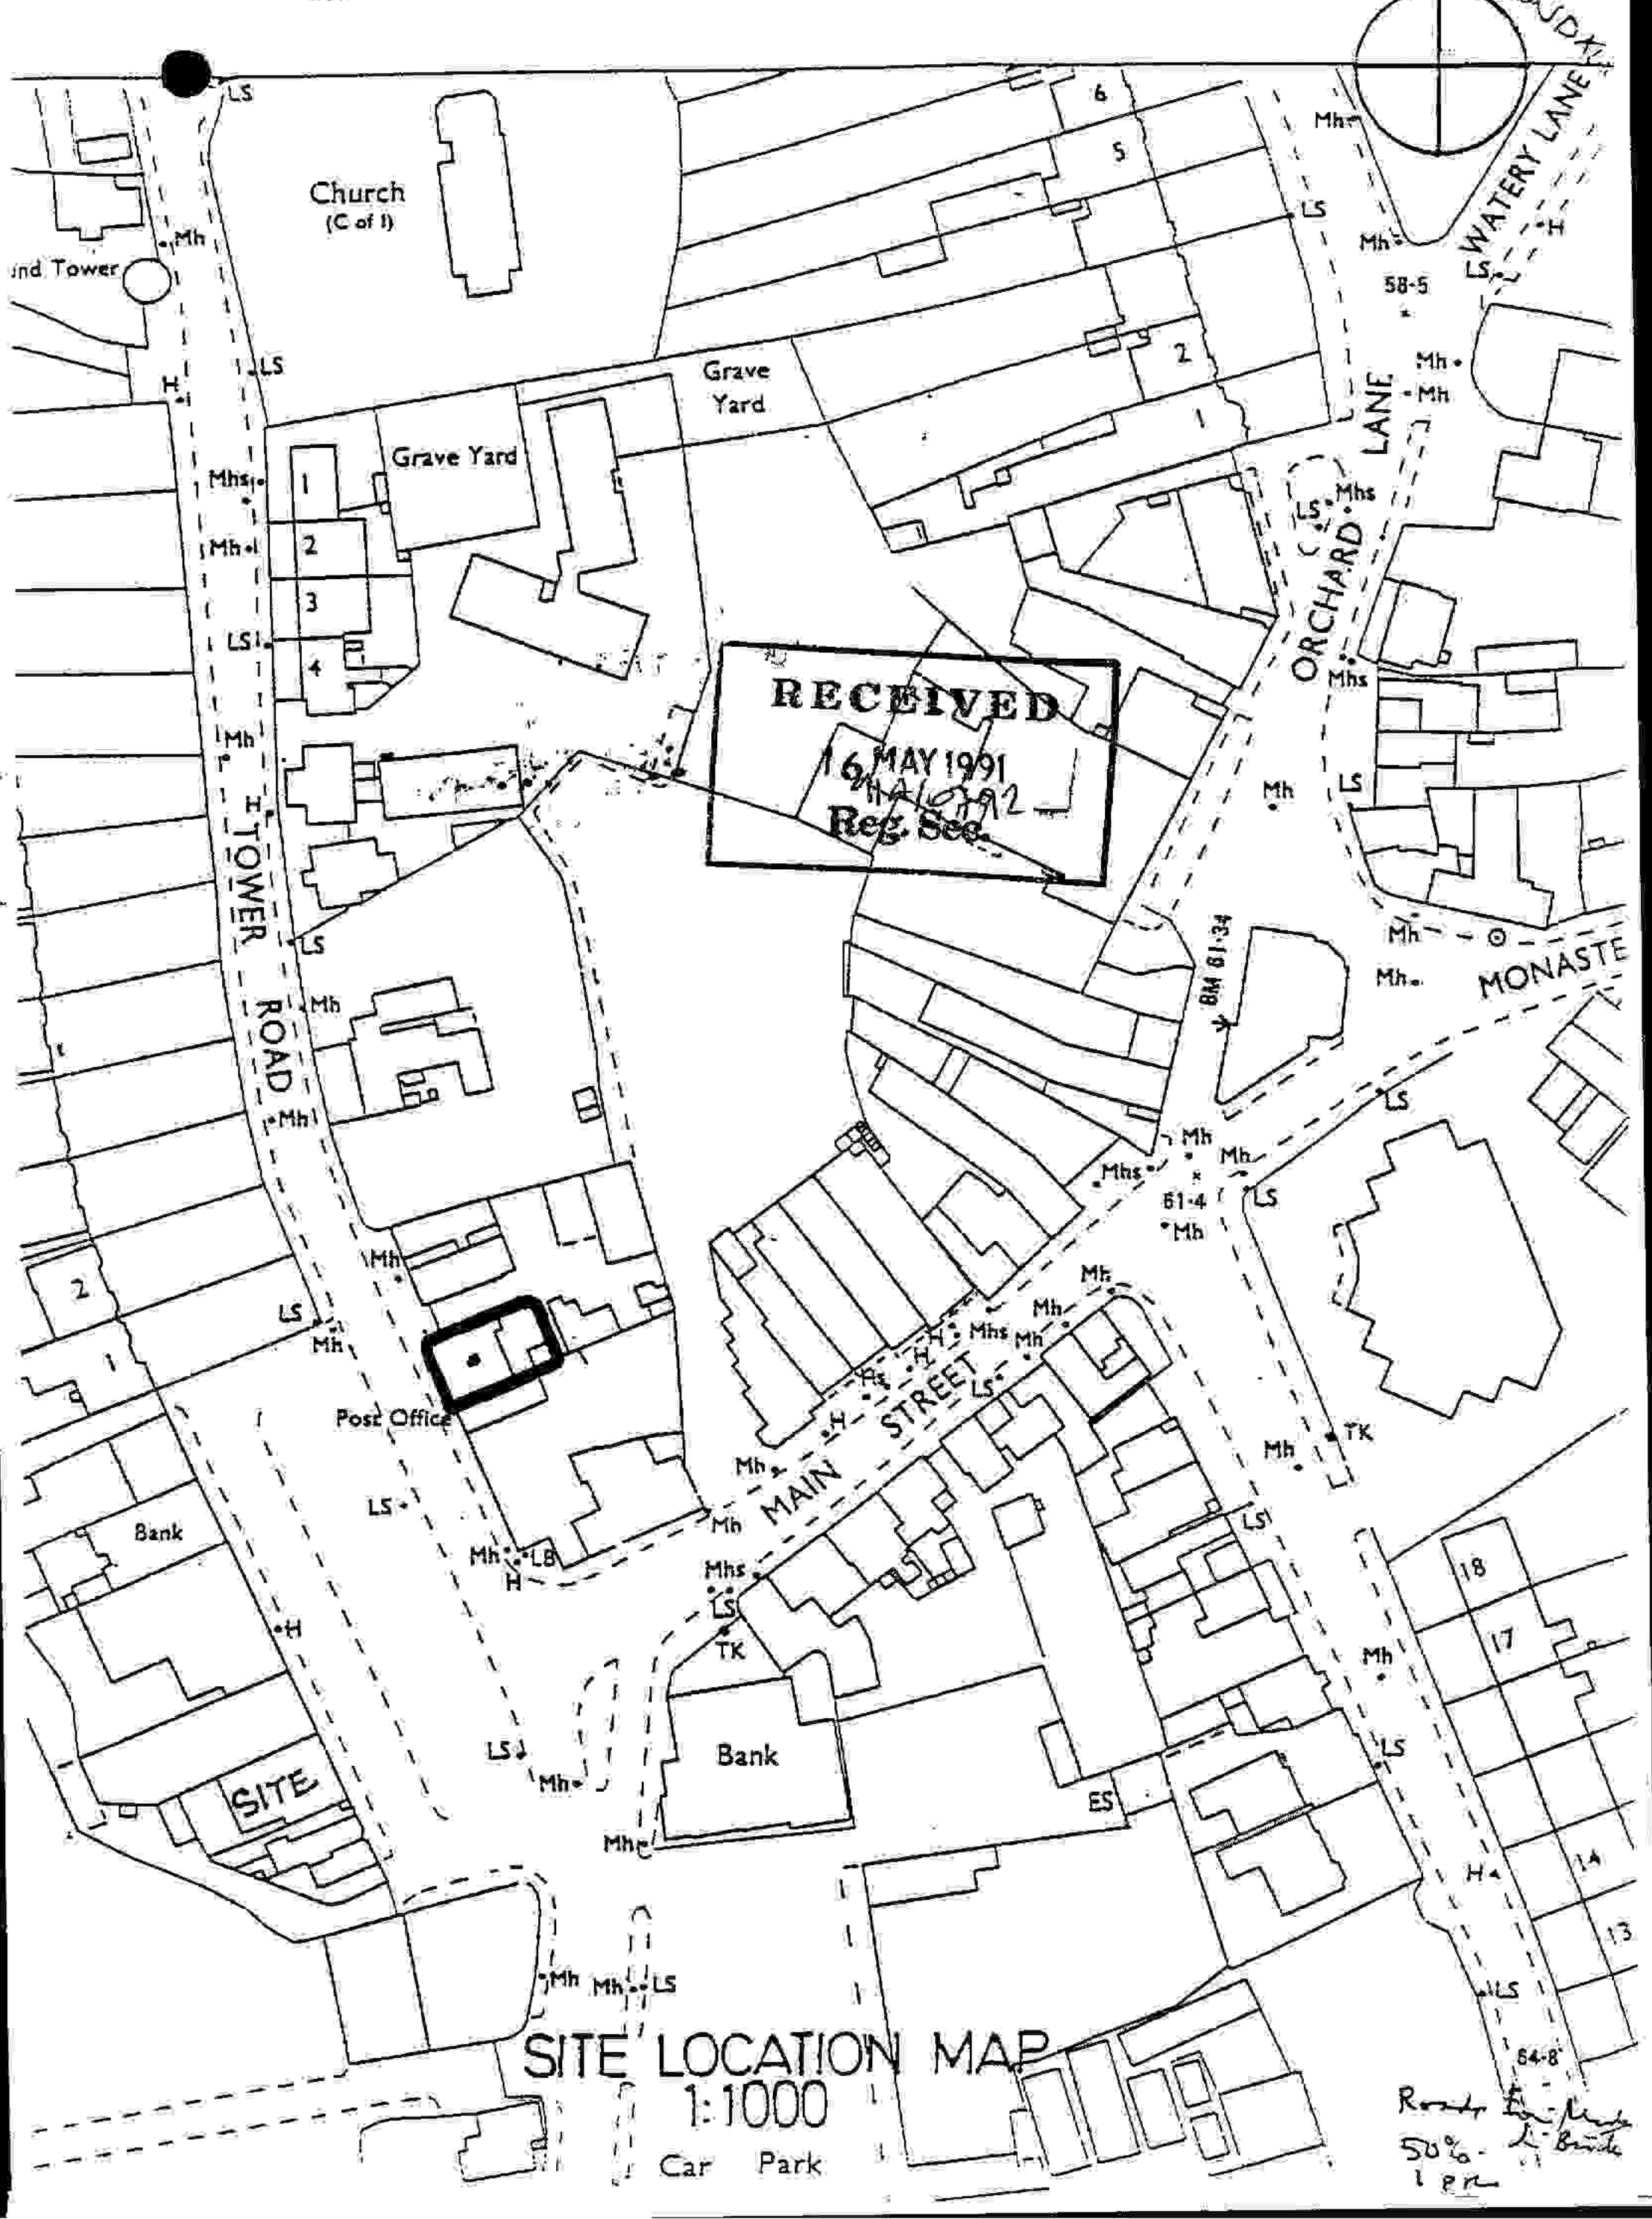 LS
6
Mh
WATERY LANE
5
Church
(C of I)
LS
Mh
Mh
H
und Tower
LS
58·5
LS
H
Grave
Yard
2
Mh
Mh
LANE
1
Grave Yard
Mhs
1
Mhs
LS
Mh
2
ORCHARD
3
LS
4
Mhs
RECEIVED
16 MAY 1991
Reg. Sec.
Mh
H
Mh
LS
TOWER
LS
BM 61·34
Mh
MONASTE
Mh
ROAD
Mh
LS
Mh
Mh
Mh
Mhs
61·4
LS
Mh
Mh
2
Mh
LS
Mh
Mh
H
Mhs
Mh
1
H
LS
STREET
Post Office
H
TK
Mh
Mh
MAIN
LS
Mh
LS
Bank
Mh
LB
H
Mhs
18
LS
H
TK
17
Mh
LS
Bank
LS
Mh
SITE
ES
Mh
14
H
13
Mh
Mh
LS
LS
SITE LOCATION MAP
64·8
1:1000
Car Park
50%